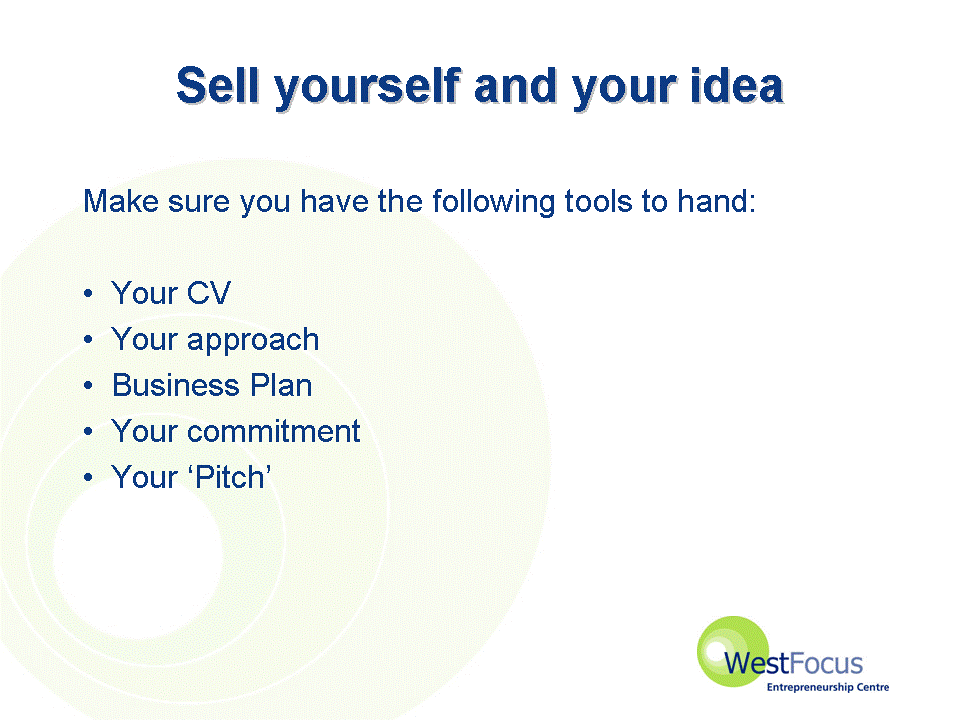 Sell yourself and your idea
Make sure you have the following tools to hand:
• Your CV
• Your approach
• Business Plan
• Your commitment
• Your ‘Pitch’
WestFocus
Entrepreneurship Centre